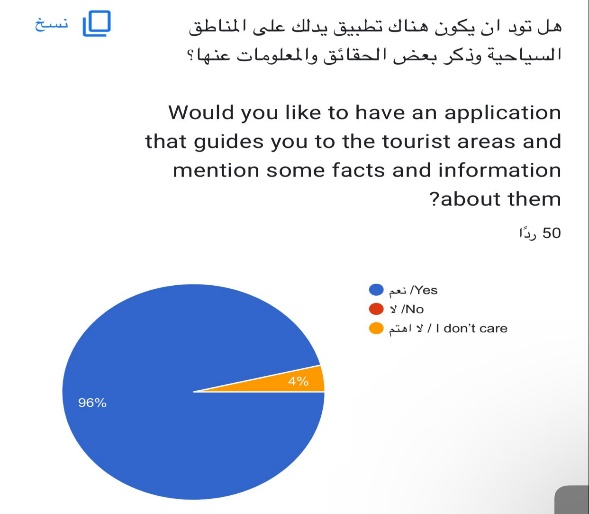 نسخ
هل تود ان يكون هناك تطبيق يدلك على المناطق
السياحية وذكر بعض الحقائق والمعلومات عنها؟
Would you like to have an application
that guides you to the tourist areas and
mention some facts and information
?about them
50 ردًا
نعم /Yes
لا /No
لا اهتم / I don't care
4%
96%